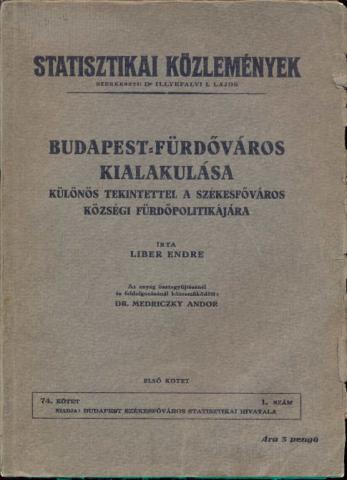 STATISZTIKAI KÖZLEMÉNYEK
SZERKESZTI: Dr ILLYEFALVI I. LAJOS
BUDAPEST=FÜRDŐVÁROS
KIALAKULÁSA
KÜLÖNÖS TEKINTETTEL A SZÉKESFŐVÁROS
KÖZSÉGI FÜRDŐPOLITIKÁJÁRA
ÍRTA
LIBER ENDRE
Az anyag összegyüjtésénél
és feldolgozásánál közreműködött:
DR. MEDRICZKY ANDOR
ELSŐ KÖTET
74. KÖTET 1. SZÁM
KIADJA: BUDAPEST SZÉKESFŐVÁROS STATISZTIKAI HIVATALA
Ára 5 pengő